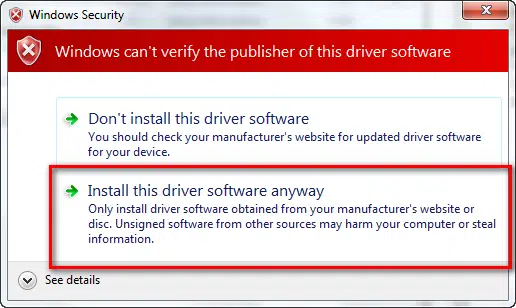 Windows Security
Windows can't verify the publisher of this driver software
Don't install this driver software
You should check your manufacturer's website for updated driver software
for your device.
Install this driver software anyway
Only install driver software obtained from your manufacturer's website or
disc. Unsigned software from other sources may harm your computer or steal
information.
See details